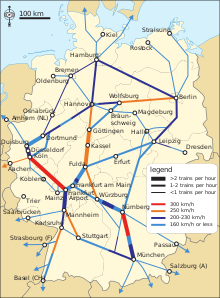 100 km
Kiel
Stralsund
Rostock
Hamburg
Bremen
Oldenburg
Berlin
Wolfsburg
Osnabrück
Hannover
Arnhem (NL)
Braun-
schweig
Magdeburg
Duisburg
Dortmund
Göttingen
Halle
Leipzig
Düsseldorf
Köln
Kassel
Dresden
Aachen
Erfurt
Fulda
Koblenz
Frankfurt am Main
Mainz
Frankfurt
Airport
Würzburg
Trier
Saarbrücken
Mannheim
Nürnberg
Karlsruhe
Strasbourg (F)
Stuttgart
Passau
München
Salzburg (A)
Basel (CH)
legend
>2 trains per hour
1-2 trains per hour
<1 trains per hour
300 km/h
250 km/h
200-230 km/h
160 km/h or less